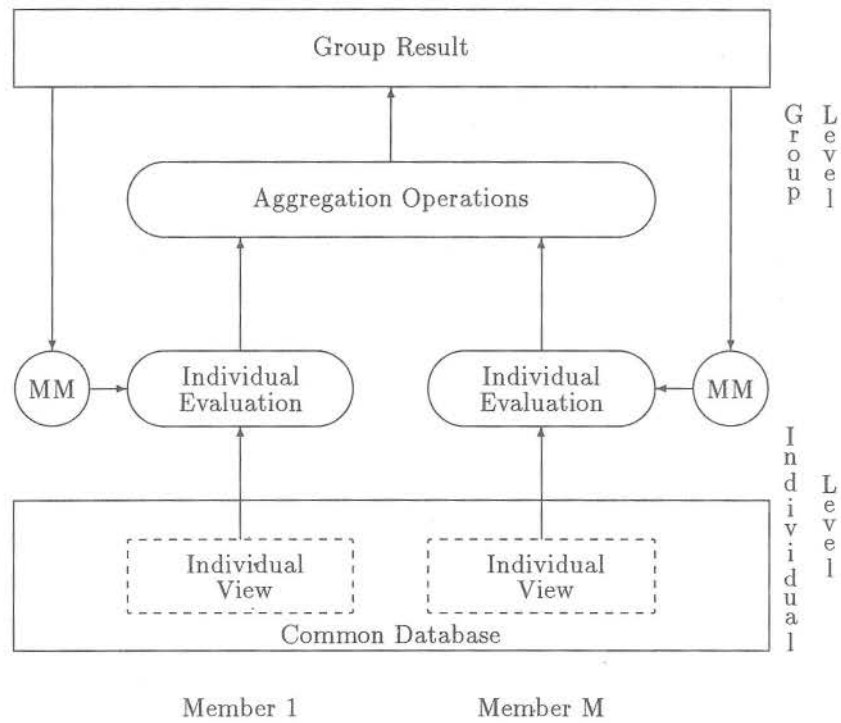 Group Result
Group
Level
Aggregation Operations
MM
Individual
Evaluation
Individual
Evaluation
MM
Individual
Level
Individual
View
Individual
View
Common Database
Member 1
Member M